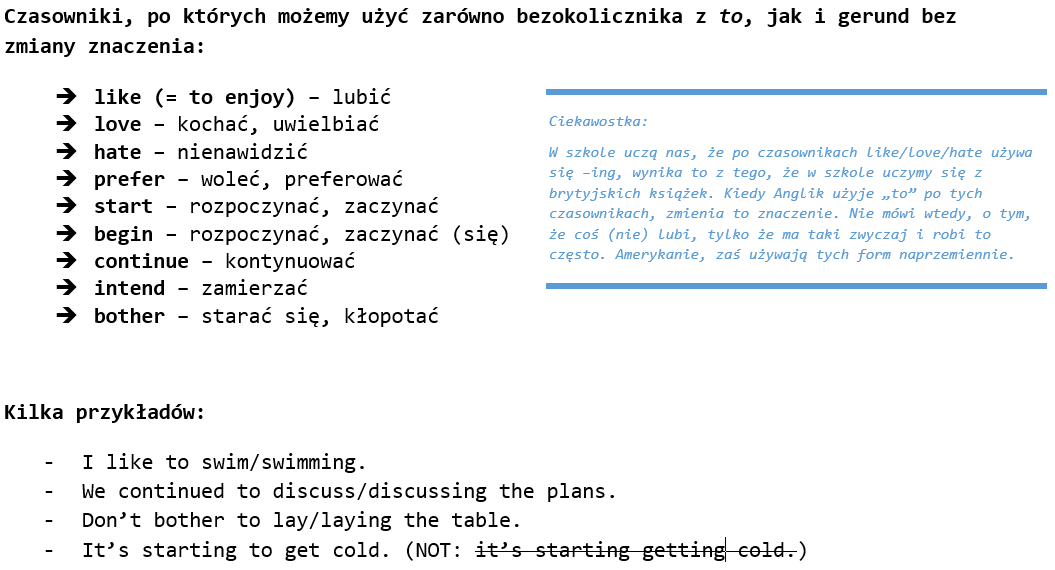 Czasowniki, po których możemy użyć zarówno bezokolicznika z to, jak i gerund bez
zmiany znaczenia:
➔ like (= to enjoy) – lubić
➔ love – kochać, uwielbiać
➔ hate – nienawidzić
➔ prefer – woleć, preferować
➔ start – rozpoczynać, zaczynać
➔ begin – rozpoczynać, zaczynać (się)
➔ continue – kontynuować
➔ intend – zamierzać
➔ bother – starać się, kłopotać
Ciekawostka:
W szkole uczą nas, że po czasownikach like/love/hate używa
się –ing, wynika to z tego, że w szkole uczymy się z
brytyjskich książek. Kiedy Anglik użyje „to” po tych
czasownikach, zmienia to znaczenie. Nie mówi wtedy, o tym,
że coś (nie) lubi, tylko że ma taki zwyczaj i robi to
często. Amerykanie, zaś używają tych form naprzemiennie.
Kilka przykładów:
- I like to swim/swimming.
- We continued to discuss/discussing the plans.
- Don’t bother to lay/laying the table.
- It’s starting to get cold. (NOT: it’s starting getting cold.)